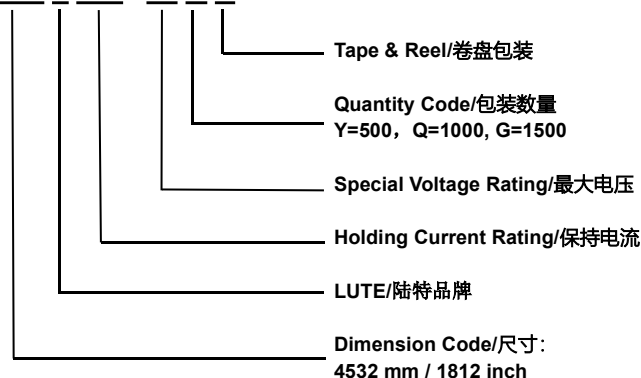 Tape & Reel/卷盘包装
Quantity Code/包装数量
Y=500，Q=1000, G=1500
Special Voltage Rating/最大电压
Holding Current Rating/保持电流
LUTE/陆特品牌
Dimension Code/尺寸：
4532 mm / 1812 inch